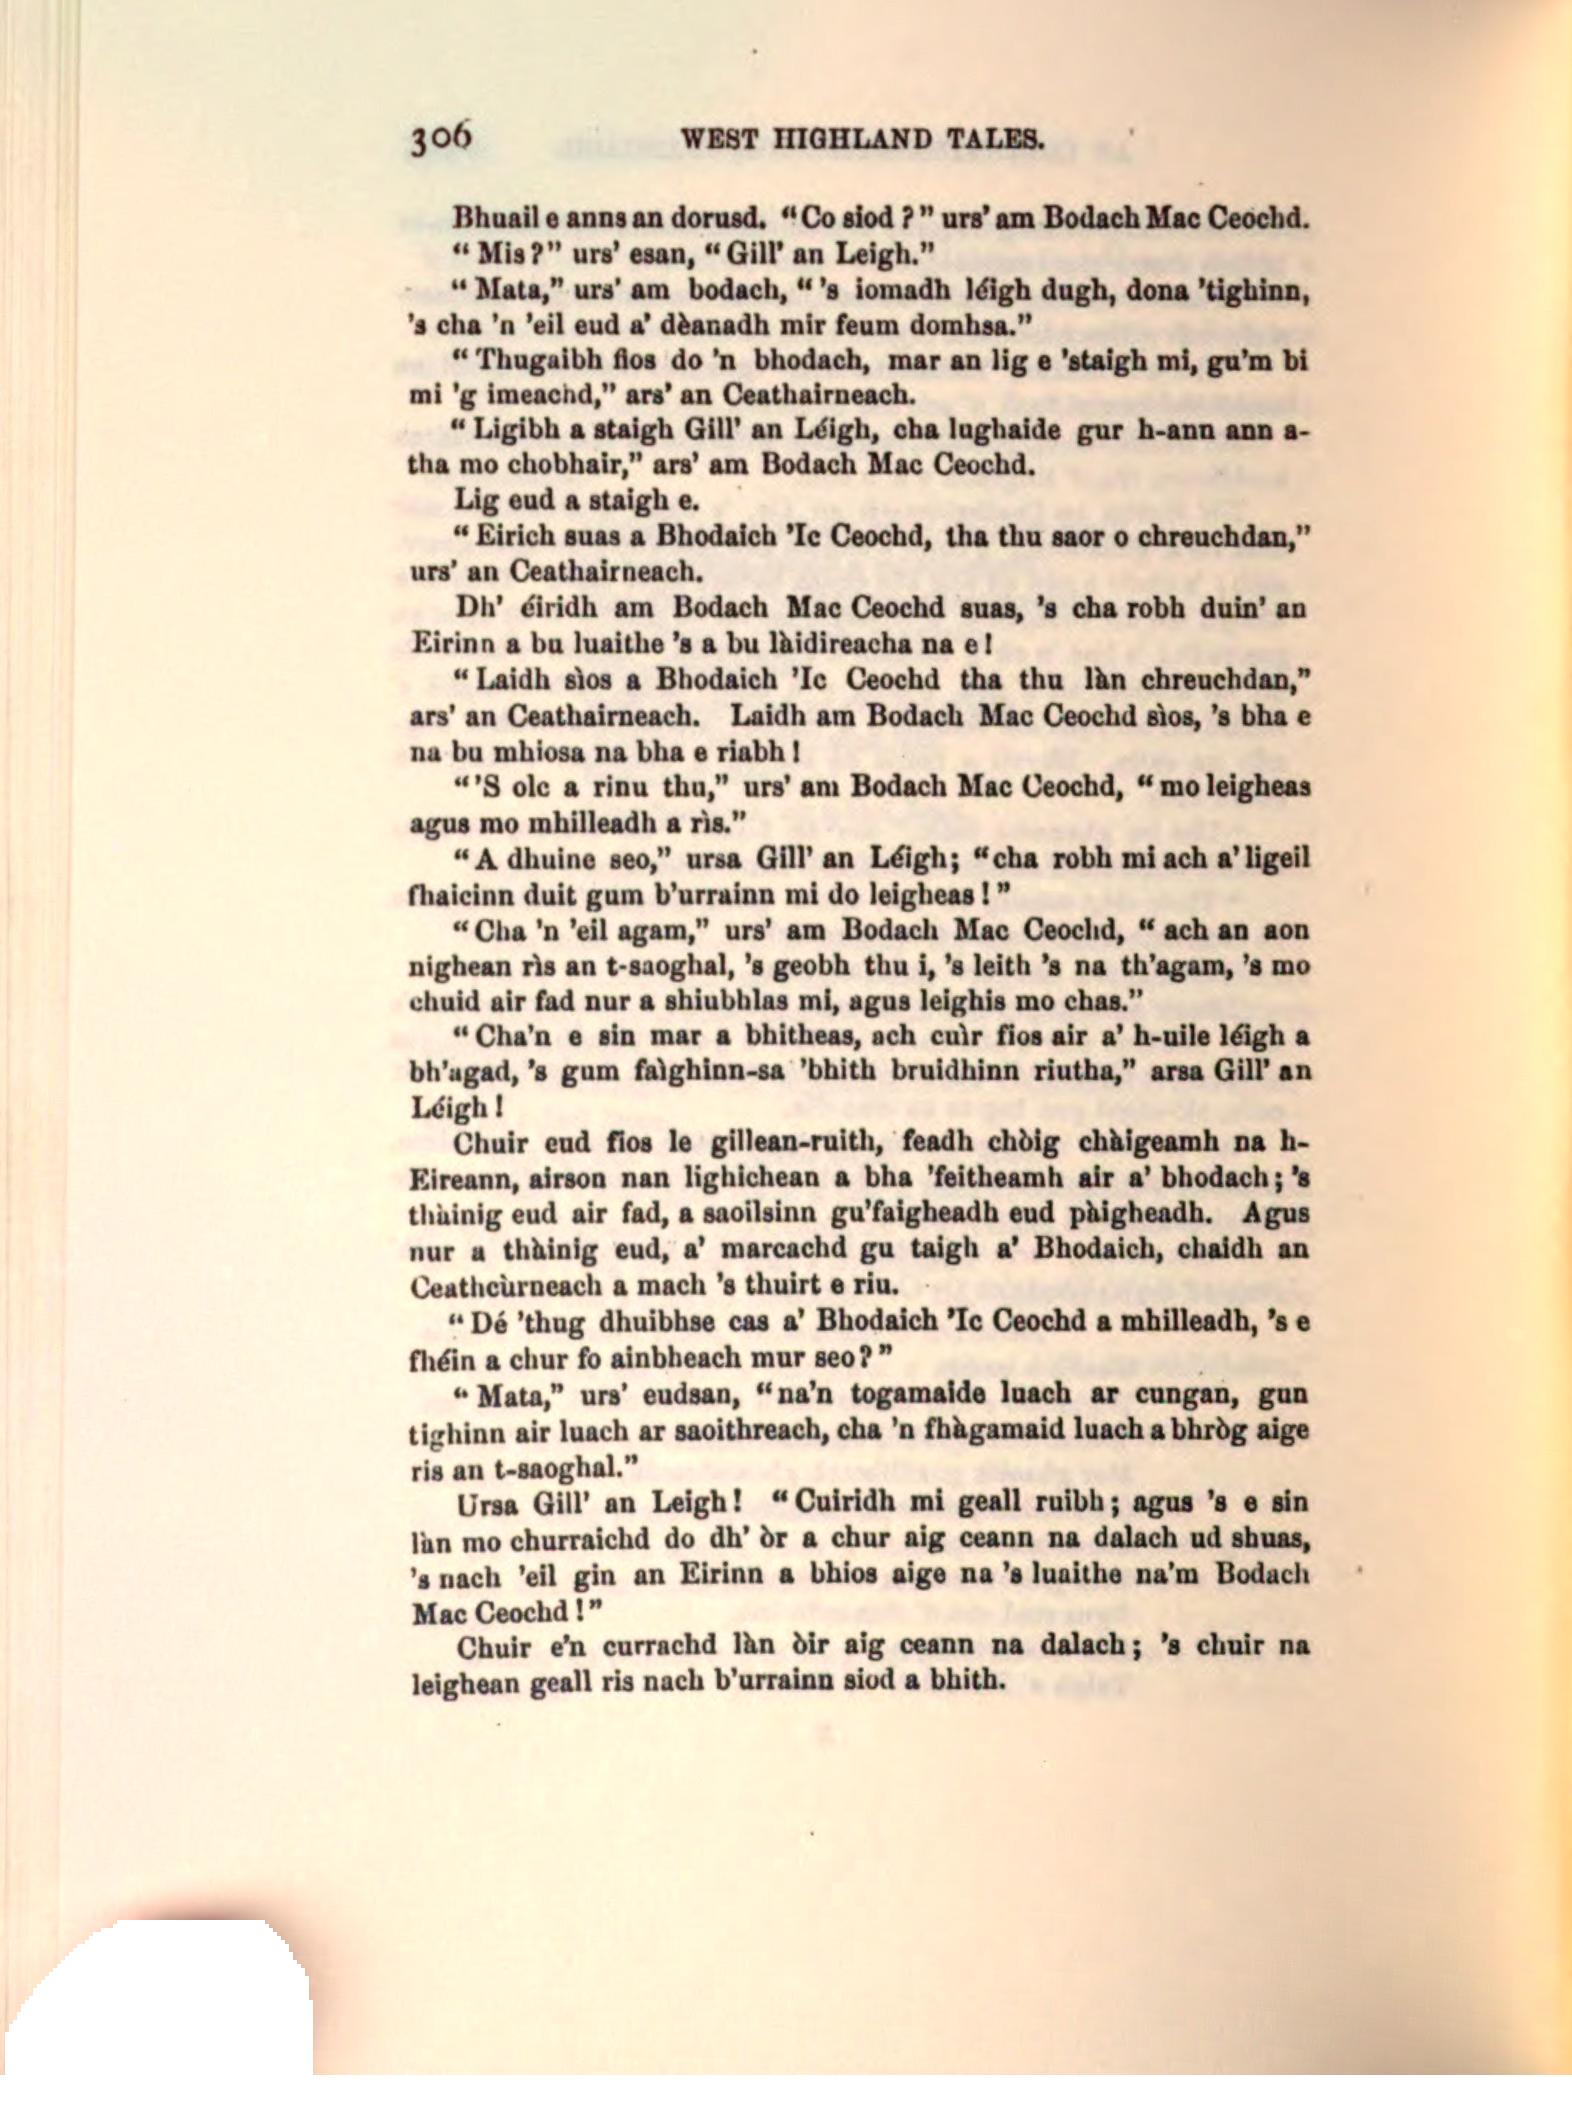 306 WEST HIGHLAND TALES.
Bhuail e anns an dorusd. “Co siod?” urs’ am Bodach Mac Ceochd.
“Mis?” urs’ esan, “Gill’ an Leigh.”
“Mata,” urs’ am bodach, “’s iomadh léigh dugh, dona ’tighinn,
’s cha ’n ’eil eud a’ dèanadh mir feum domhsa.”
“Thugaibh fios do ’n bhodach, mar an lig e ’staigh mi, gu’m bi
mi ’g imeachd,” ars’ an Ceathairneach.
“Ligibh a staigh Gill’ an Léigh, cha lughaide gur h-ann ann a-
tha mo chobhair,” ars’ am Bodach Mac Ceochd.
Lig eud a staigh e.
“Eirich suas a Bhodaich ’Ic Ceochd, tha thu saor o chreuchdan,”
urs’ an Ceathairneach.
Dh’ éiridh am Bodach Mac Ceochd suas, ’s cha robh duin’ an
Eirinn a bu luaithe ’s a bu làidireacha na e!
“Laidh sìos a Bhodaich ’Ic Ceochd tha thu làn chreuchdan,”
ars’ an Ceathairneach. Laidh am Bodach Mac Ceochd sìos, ’s bha e
na bu mhiosa na bha e riabh!
“’S olc a rinu thu,” urs’ am Bodach Mac Ceochd, “mo leigheas
agus mo mhilleadh a rìs.”
“A dhuine seo,” ursa Gill’ an Léigh; “cha robh mi ach a’ ligeil
fhaicinn duit gum b’urrainn mi do leigheas!”
“Cha ’n ’eil agam,” urs’ am Bodach Mac Ceochd, “ach an aon
nighean rìs an t-saoghal, ’s geobh thu i, ’s leith ’s na th’agam, ’s mo
chuid air fad nur a shiubhlas mi, agus leighis mo chas.”
“Cha’n e sin mar a bhitheas, ach cuìr fios air a’ h-uile léigh a
bh’agad, ’s gum faìghinn-sa ’bhith bruidhinn riutha,” arsa Gill’ an
Léigh!
Chuir eud fios le gillean-ruith, feadh chòig chàigeamh na h-
Eireann, airson nan lighichean a bha ’feitheamh air a’ bhodach; ’s
thàinig eud air fad, a saoilsinn gu’faigheadh eud pàigheadh. Agus
nur a thàinig eud, a’ marcachd gu taigh a’ Bhodaich, chaidh an
Ceathcùrneach a mach ’s thuirt e riu.
“Dé ’thug dhuibhse cas a’ Bhodaich ’Ic Ceochd a mhilleadh, ’s e
fhéin a chur fo ainbheach mur seo?”
“Mata,” urs’ eudsan, “na’n togamaide luach ar cungan, gun
tighinn air luach ar saoithreach, cha ’n fhàgamaid luach a bhròg aige
ris an t-saoghal.”
Ursa Gill’ an Leigh! “Cuiridh mi geall ruibh; agus ’s e sin
làn mo churraichd do dh’ òr a chur aig ceann na dalach ud shuas,
’s nach ’eil gin an Eirinn a bhios aige na ’s luaithe na’m Bodach
Mac Ceochd!”
Chuir e’n currachd làn òir aig ceann na dalach; ’s chuir na
leighean geall ris nach b’urrainn siod a bhith.